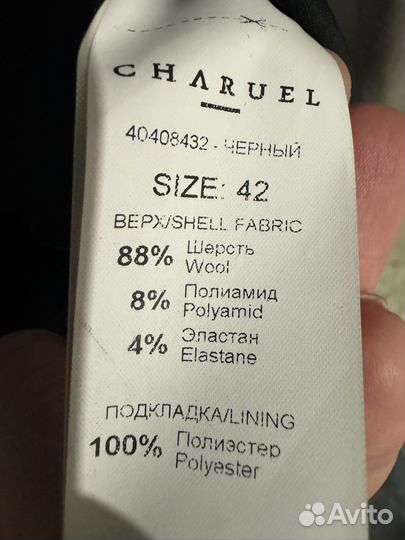 CHARUEL
40408432 - ЧЕРНЫЙ
SIZE: 42
ВЕРХ/SHELL FABRIC
88% Шерсть
Wool
8% Полиамид
Polyamid
4% Эластан
Elastane
ПОДКЛАДКА/LINING
100% Полиэстер
Polyester
Avito